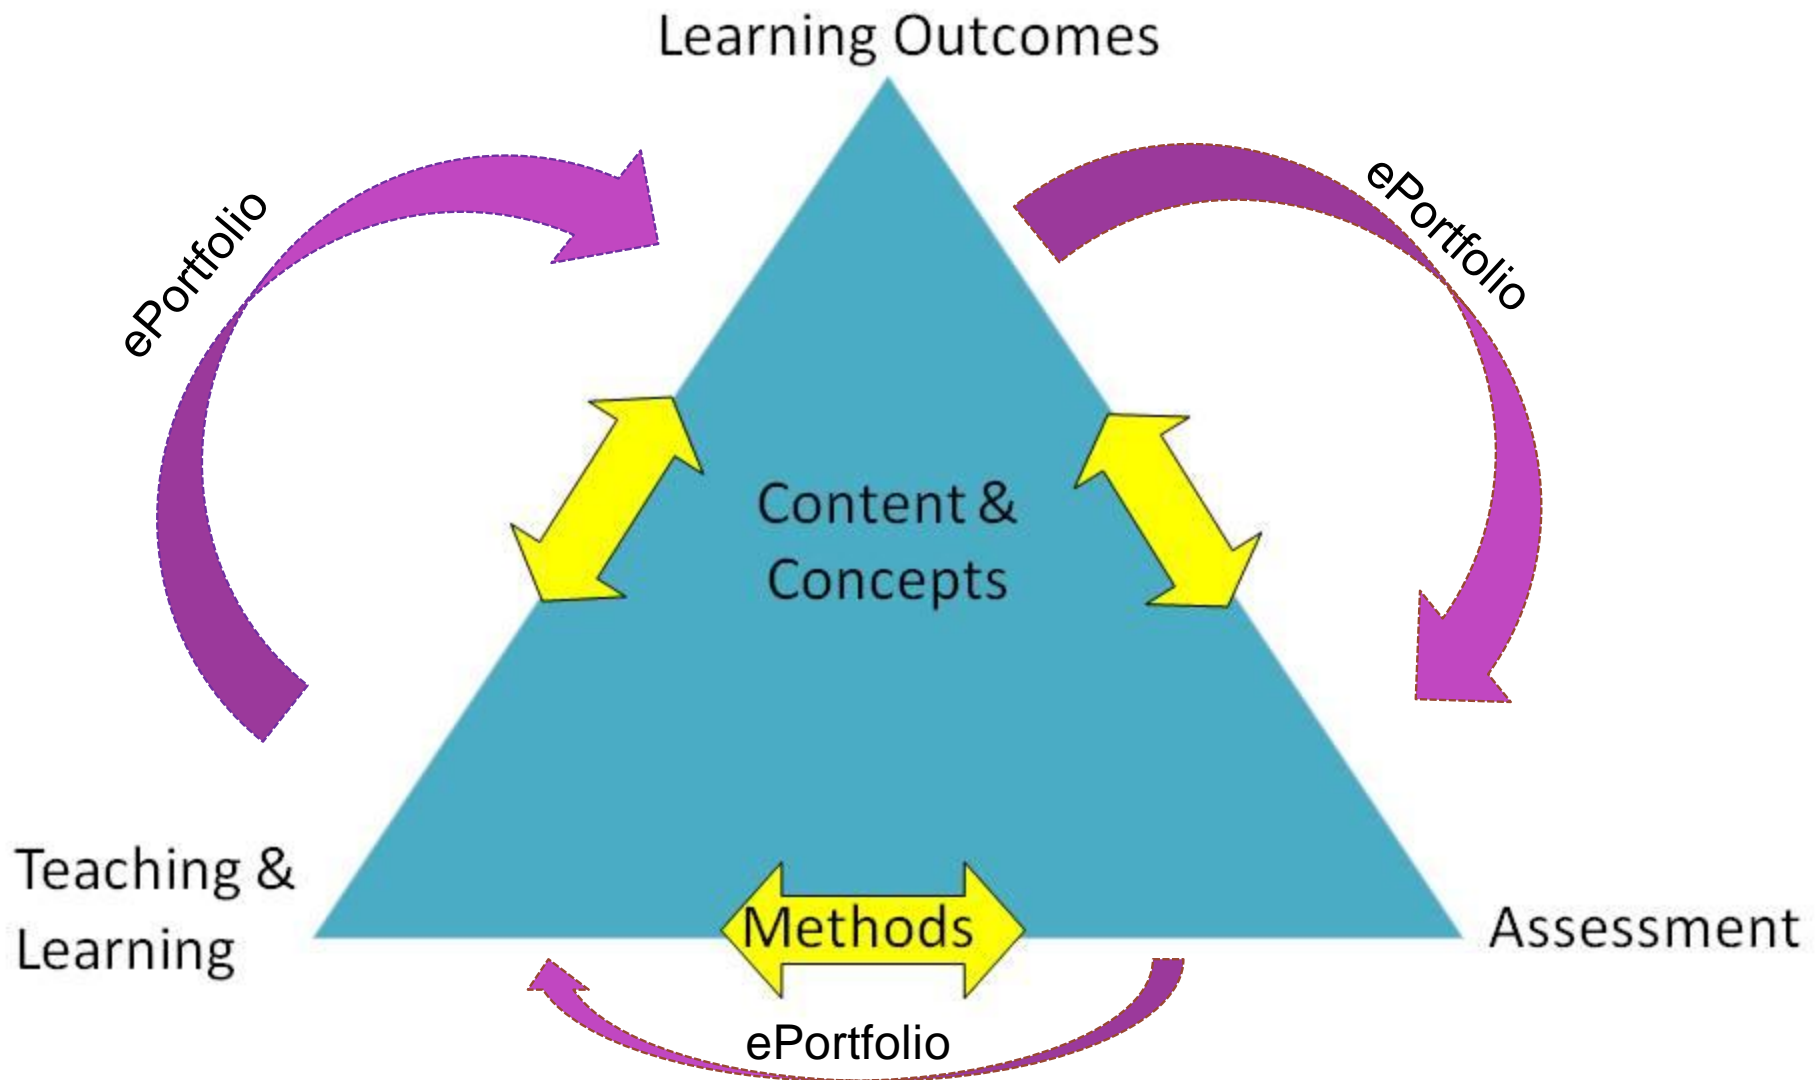 Learning Outcomes
ePortfolio
ePortfolio
Content &
Concepts
Teaching &
Learning
Methods
Assessment
ePortfolio